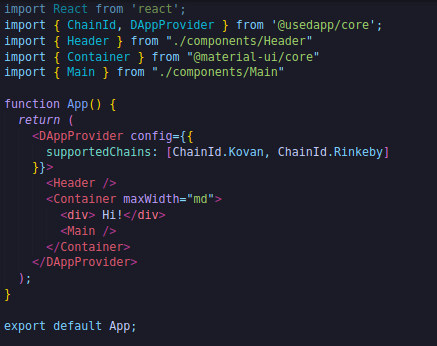 import React from 'react';
import { ChainId, DAppProvider } from '@usedapp/core';
import { Header } from "./components/Header"
import { Container } from "@material-ui/core"
import { Main } from "./components/Main"

function App() {
  return (
    <DAppProvider config={{
      supportedChains: [ChainId.Kovan, ChainId.Rinkeby]
    }}>
      <Header />
      <Container maxWidth="md">
        <div> Hi!</div>
        <Main />
      </Container>
    </DAppProvider>
  );
}

export default App;